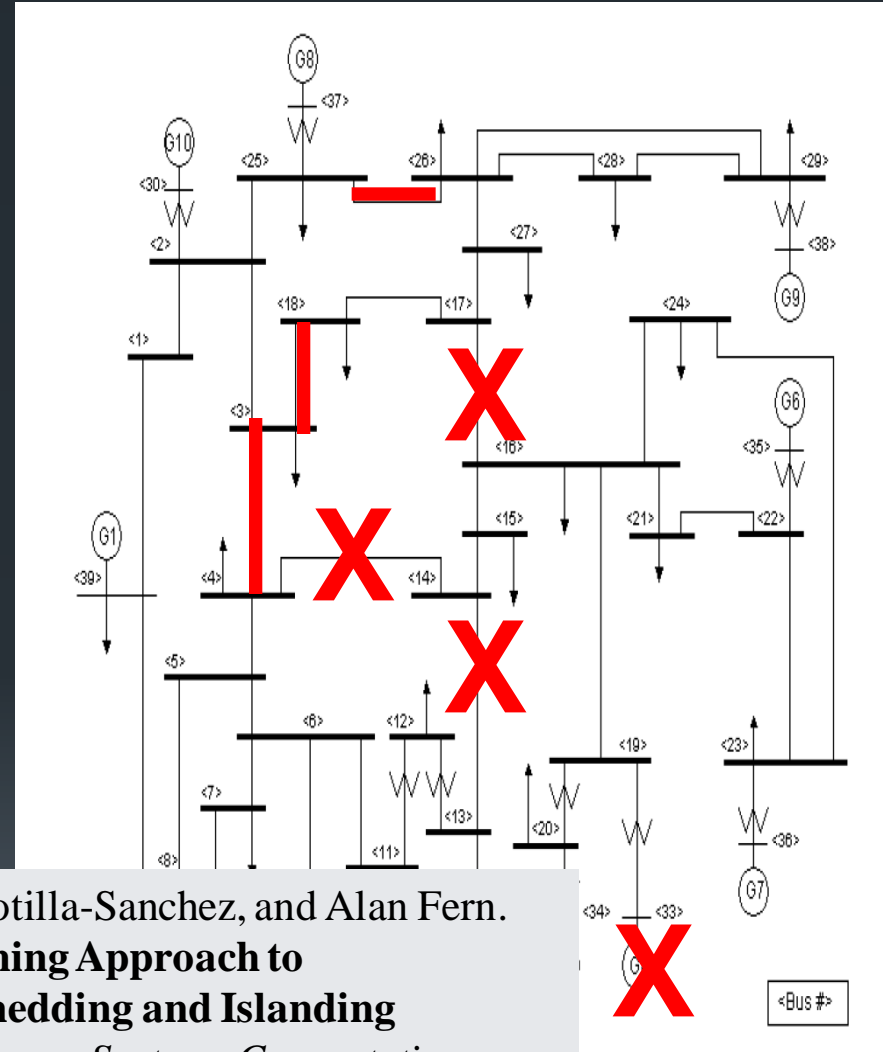 G8
<37>
G10
<25>
<26>
<28>
<29>
<30>
<2>
<27>
<38>
<18>
<17>
<24>
G9
<1>
<3>
G6
<16>
<35>
<15>
<21>
<22>
G1
<39>
<4>
<14>
<5>
<6>
<12>
<19>
<23>
<7>
<13>
<20>
<11>
<36>
<8>
G7
<34>
<33>
otilla-Sanchez, and Alan Fern.
ning Approach to
hedding and Islanding
<Bus #>
X
X
X
X